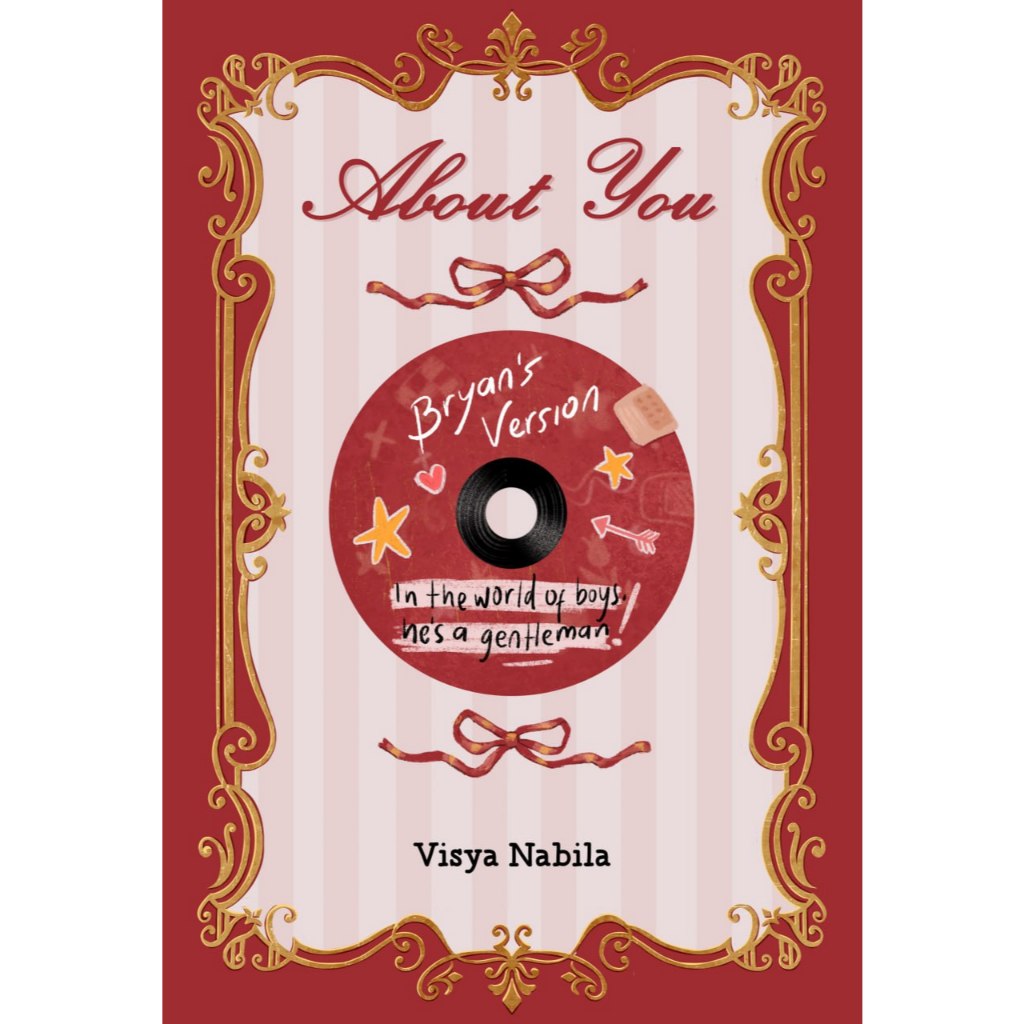 About You
Bryan's
Version
In the world of boys.
he's a gentleman!
Visya Nabila